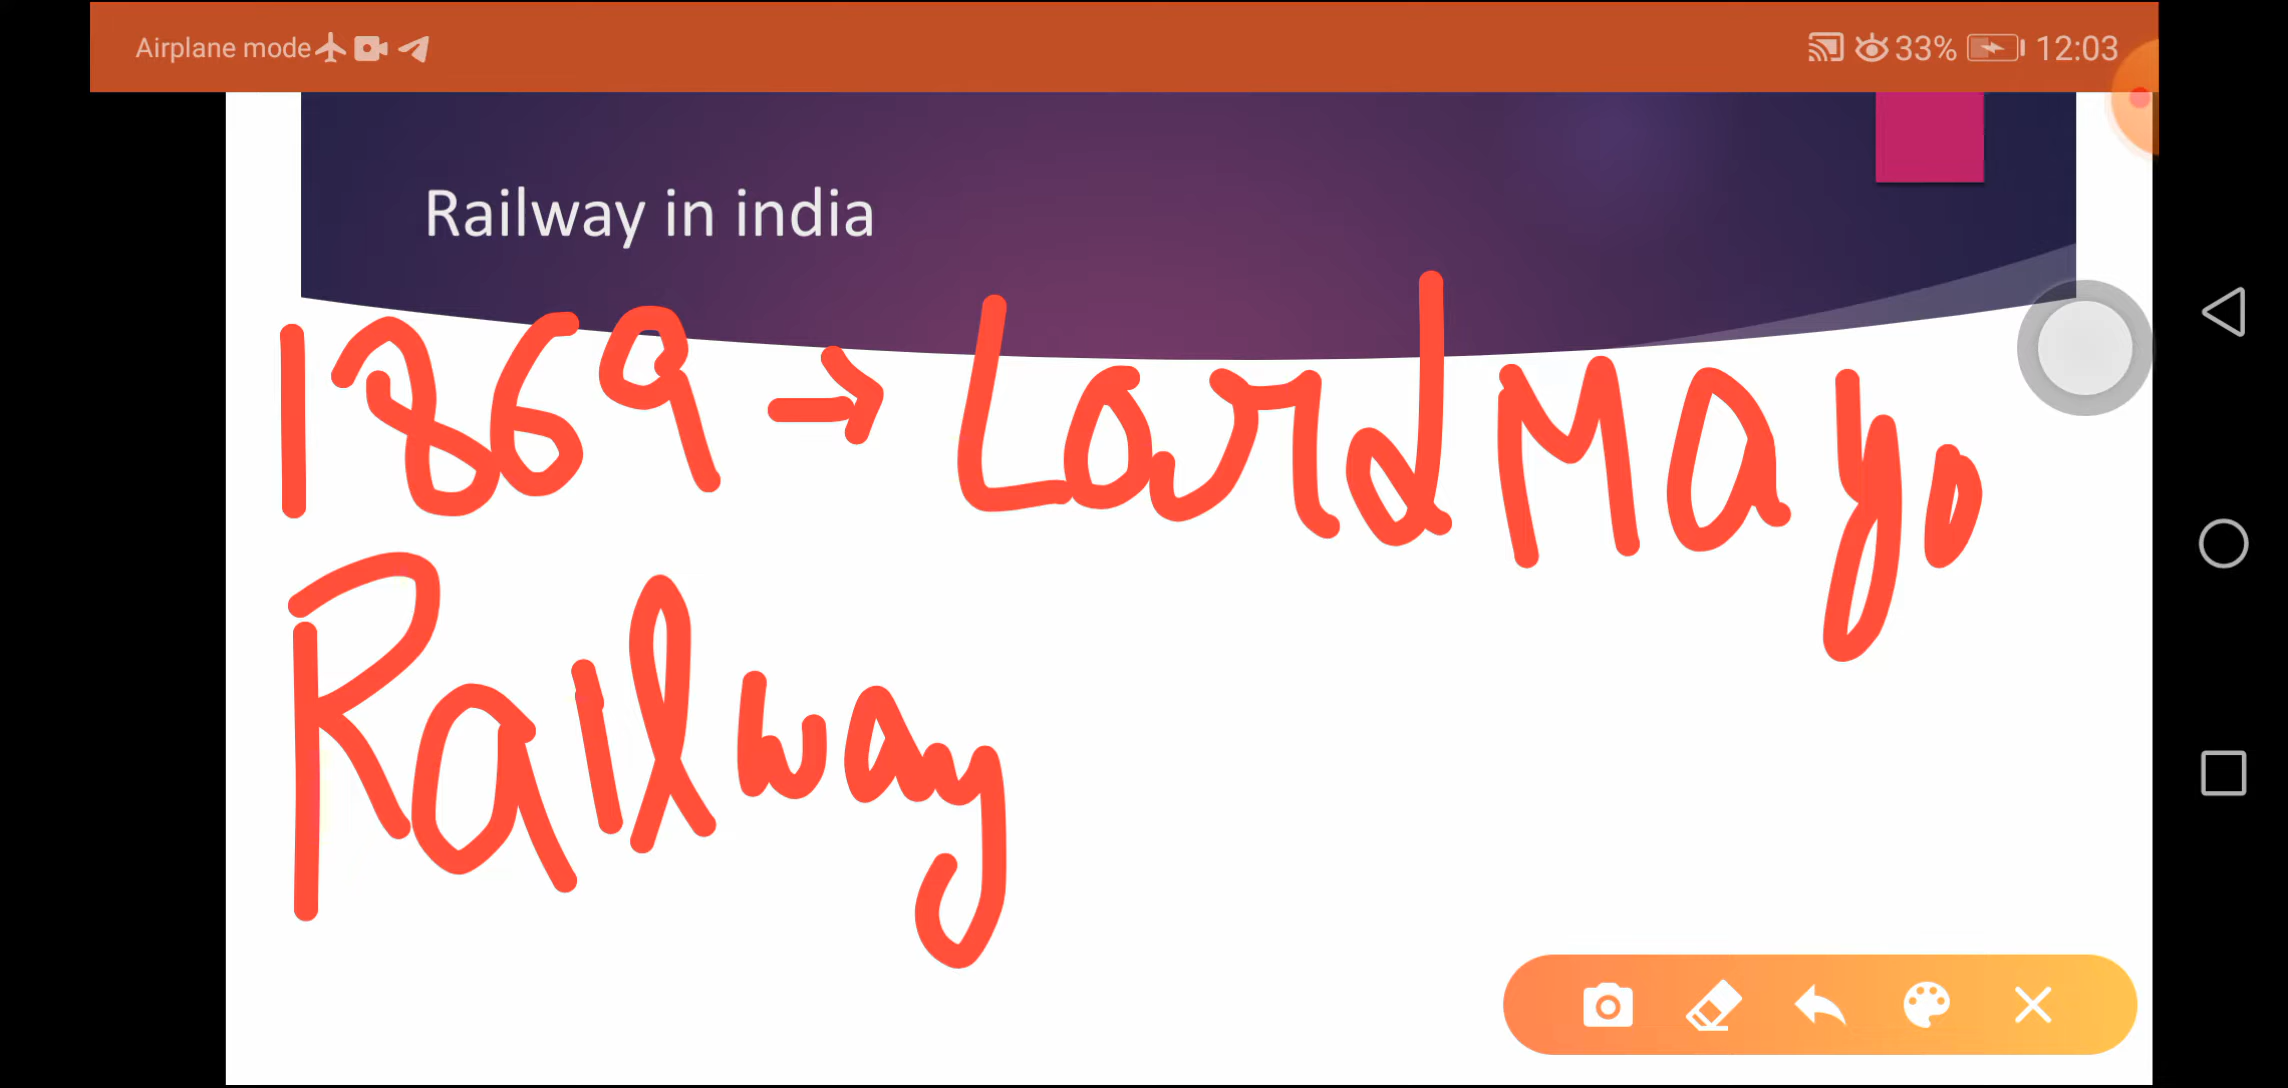 Airplane mode 33% 12:03
Railway in india
1869 → Lord Mayo
Railway